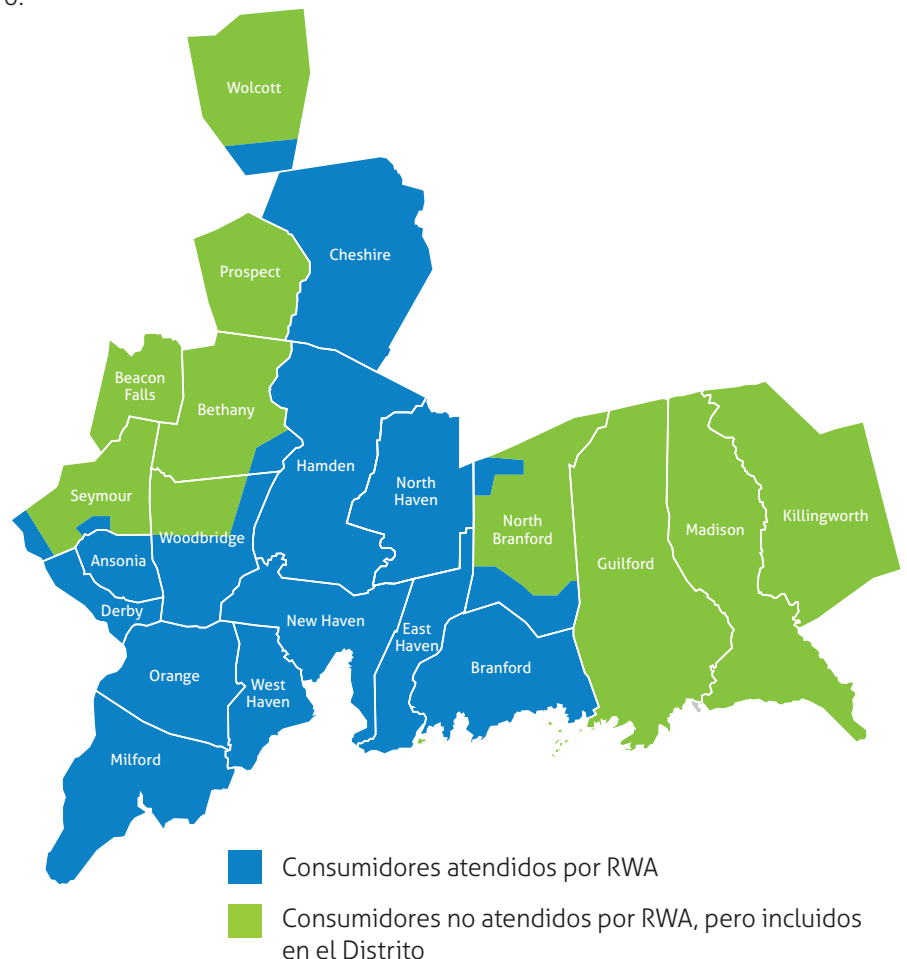 o.
Wolcott
Cheshire
Prospect
Beacon
Falls
Bethany
Hamden
North
Haven
Seymour
North
Branford
Killingworth
Madison
Woodbridge
Ansonia
Guilford
Derby
New Haven
East
Haven
Branford
Orange
West
Haven
Milford
Consumidores atendidos por RWA
Consumidores no atendidos por RWA, pero incluidos
en el Distrito